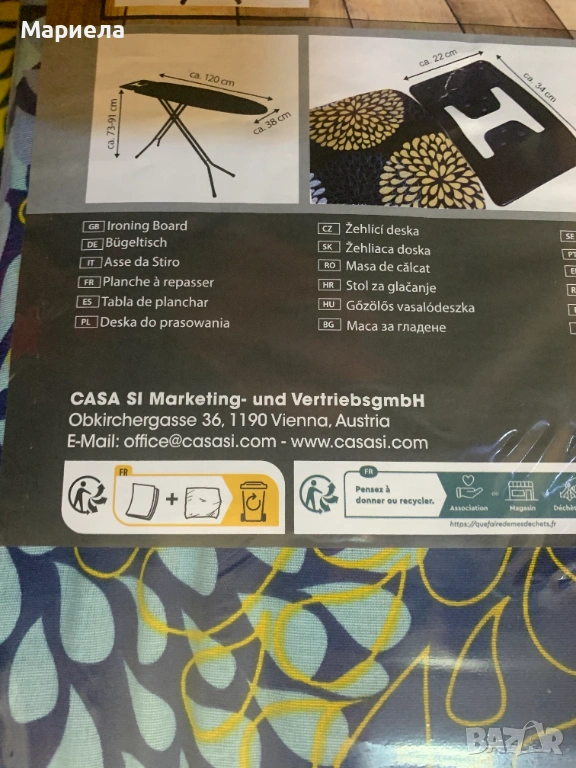 Мариела
ca. 120 cm
ca. 73-91 cm
ca. 38 cm
ca. 22 cm
ca. 34 cm
GB Ironing Board
DE Bügeltisch
IT Asse da Stiro
FR Planche à repasser
ES Tabla de planchar
PL Deska do prasowania
CZ Žehlící deska
SK Žehliaca doska
RO Masa de călcat
HR Stol za glačanje
HU Gőzölős vasalódeszka
BG Маса за гладене
SE
PT
CASA SI Marketing- und VertriebsgmbH
Obkirchergasse 36, 1190 Vienna, Austria
E-Mail: office@casasi.com - www.casasi.com
FR
+
FR
Pensez à
donner ou recycler.
Association
Magasin
https://quefairedemesdechets.fr
BAZAR